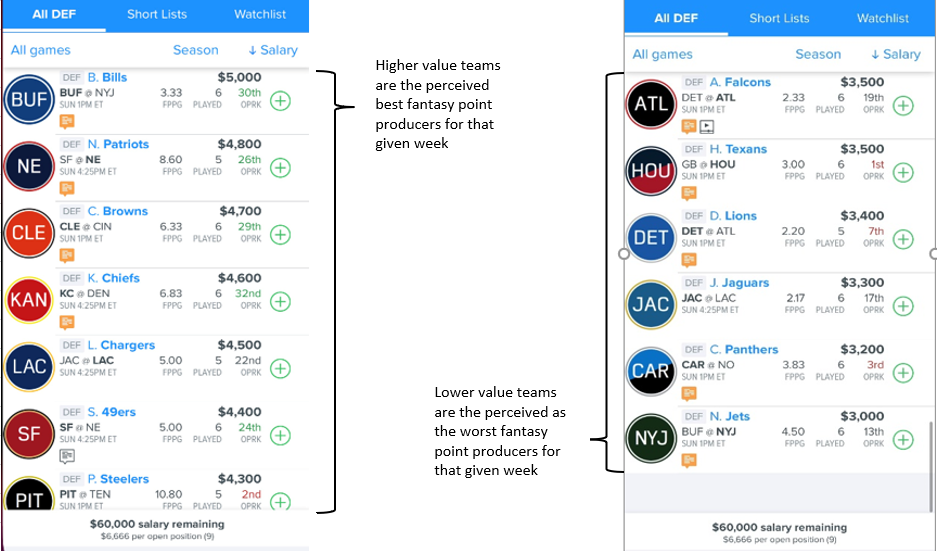 All DEF Short Lists Watchlist
All games Season ↓ Salary
BUF
DEF B. Bills $5,000
BUF @ NYJ 3.33 6 30th
SUN 1PM ET FPPG PLAYED OPRK
NE
DEF N. Patriots $4,800
SF @ NE 8.60 5 26th
SUN 4:25PM ET FPPG PLAYED OPRK
CLE
DEF C. Browns $4,700
CLE @ CIN 6.33 6 29th
SUN 1PM ET FPPG PLAYED OPRK
KAN
DEF K. Chiefs $4,600
KC @ DEN 6.83 6 32nd
SUN 4:25PM ET FPPG PLAYED OPRK
LAC
DEF L. Chargers $4,500
JAC @ LAC 5.00 5 22nd
SUN 4:25PM ET FPPG PLAYED OPRK
SF
DEF S. 49ers $4,400
SF @ NE 5.00 6 24th
SUN 4:25PM ET FPPG PLAYED OPRK
PIT
DEF P. Steelers $4,300
PIT @ TEN 10.80 5 2nd
SUN 1PM ET FPPG PLAYED OPRK
$60,000 salary remaining
$6,666 per open position (9)
Higher value teams
are the perceived
best fantasy point
producers for that
given week
Lower value teams
are the perceived as
the worst fantasy
point producers for
that given week
All DEF Short Lists Watchlist
All games Season ↓ Salary
ATL
DEF A. Falcons $3,500
DET @ ATL 2.33 6 19th
SUN 1PM ET FPPG PLAYED OPRK
HOU
DEF H. Texans $3,500
GB @ HOU 3.00 6 1st
SUN 1PM ET FPPG PLAYED OPRK
DET
DEF D. Lions $3,400
DET @ ATL 2.20 5 7th
SUN 1PM ET FPPG PLAYED OPRK
JAC
DEF J. Jaguars $3,300
JAC @ LAC 2.17 6 17th
SUN 4:25PM ET FPPG PLAYED OPRK
CAR
DEF C. Panthers $3,200
CAR @ NO 3.83 6 3rd
SUN 1PM ET FPPG PLAYED OPRK
NYJ
DEF N. Jets $3,000
BUF @ NYJ 4.50 6 13th
SUN 1PM ET FPPG PLAYED OPRK
$60,000 salary remaining
$6,666 per open position (9)